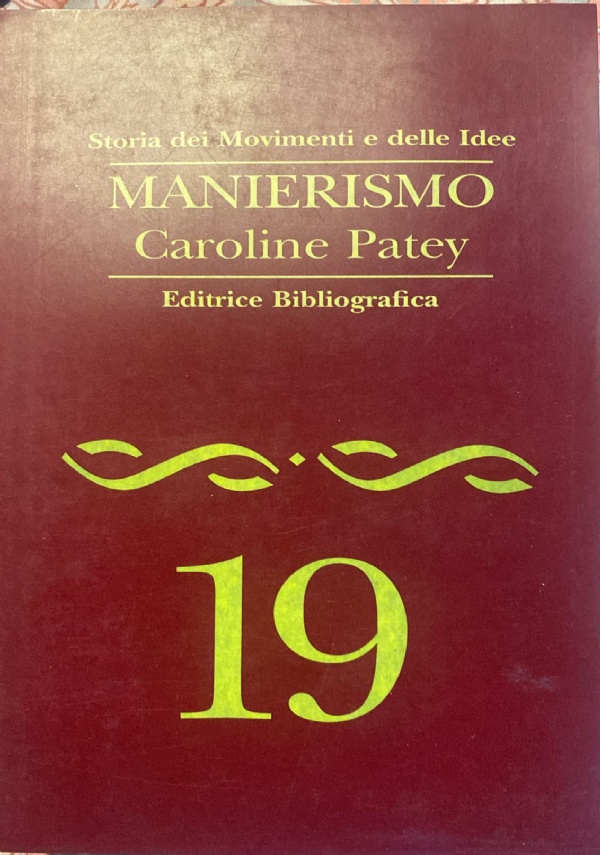 Storia dei Movimenti e delle Idee
MANIERISMO
Caroline Patey
Editrice Bibliografica
19